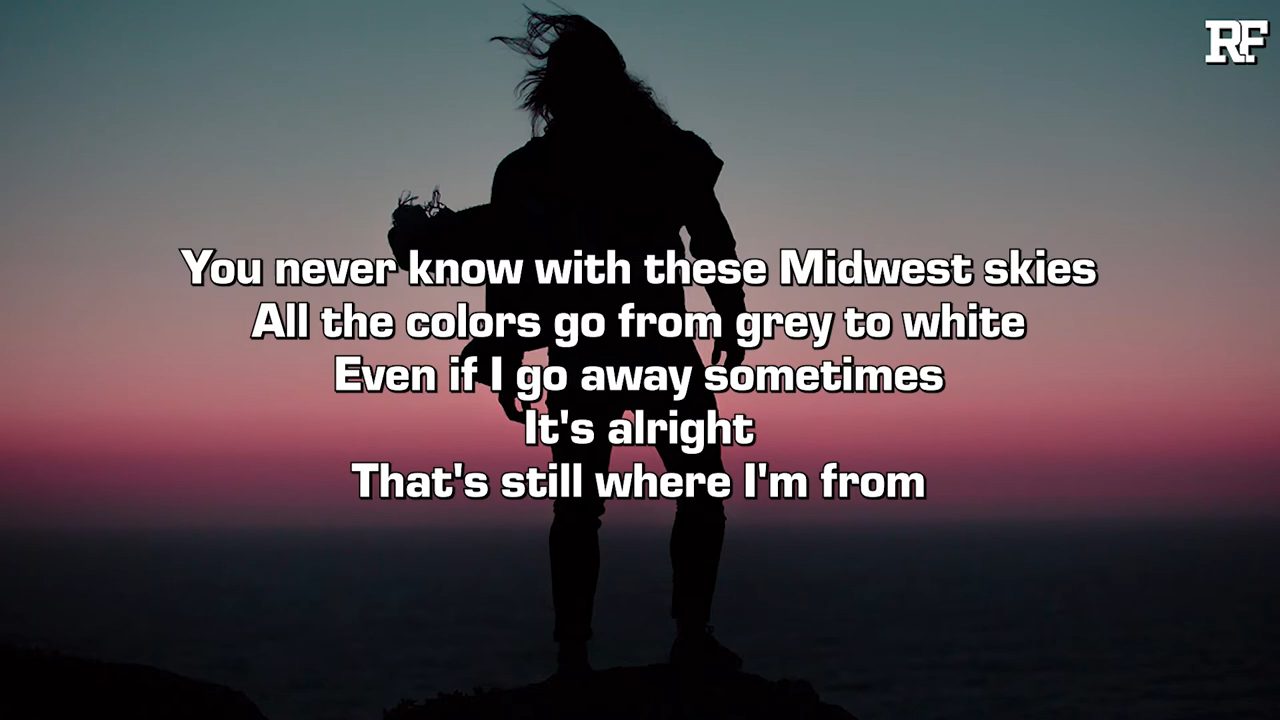 RF
You never know with these Midwest skies
All the colors go from grey to white
Even if I go away sometimes
It's alright
That's still where I'm from